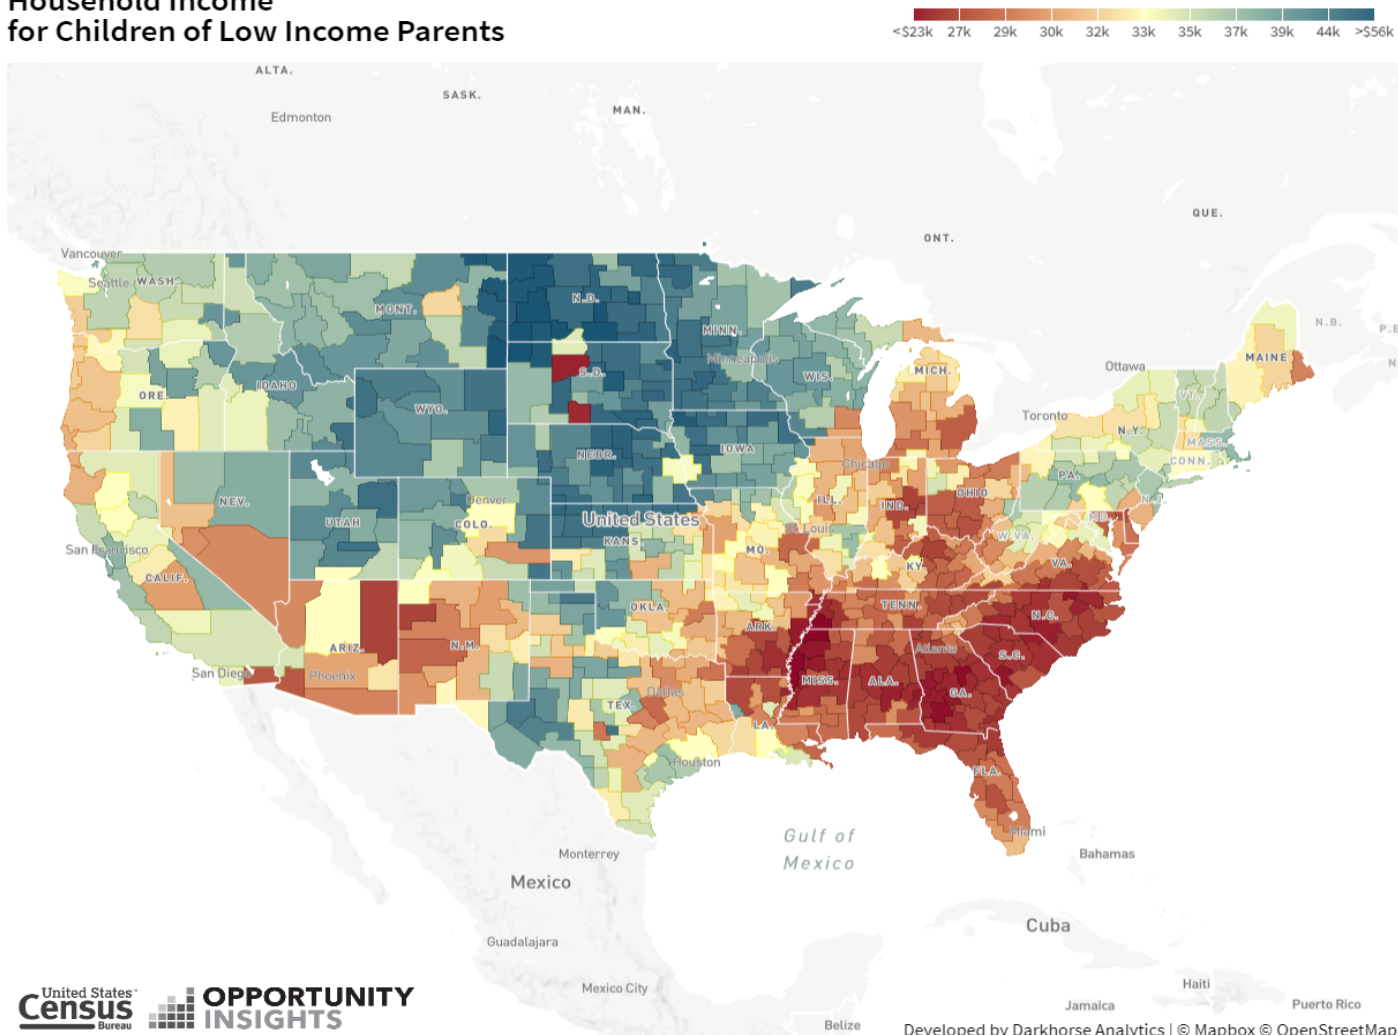 Household Income
for Children of Low Income Parents
<$23k 27k 29k 30k 32k 33k 35k 37k 39k 44k >$56k
ALTA.
SASK.
MAN.
Edmonton
QUE.
ONT.
Vancouver
Seattle WASH.
MONT.
N.D.
MINN.
N.B.
P.E
N
Minneapolis
Ottawa
MAINE
S.D.
WIS.
MICH.
IDAHO
ORE.
WYO.
VT.
Toronto
N.Y.
MASS.
CONN.
IOWA
NEBR.
Chicago
PA.
NEV.
Denver
ILL.
IND.
OHIO
N.J.
UTAH
COLO.
United States
St. Louis
MD.
W.VA.
San Francisco
KANS
MO.
KY.
VA.
CALIF.
OKLA.
TENN.
N.C.
ARK.
ARIZ.
N.M.
Atlanta
S.C.
San Diego
Phoenix
Dallas
MISS.
ALA.
GA.
TEX.
LA.
Houston
FLA.
Gulf of
Mexico
Miami
Monterrey
Bahamas
Mexico
Cuba
Guadalajara
Mexico City
Haiti
Jamaica
Puerto Rico
Belize
United States™
Census
Bureau
OPPORTUNITY
INSIGHTS
Developed by Darkhorse Analytics | © Mapbox © OpenStreetMap